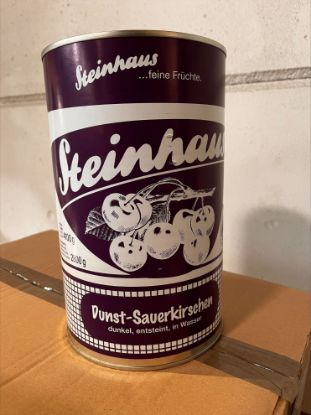 Steinhaus
...feine Früchte.
Steinhaus
Dunst-Sauerkirschen
dunkel, entsteint, in Wasser